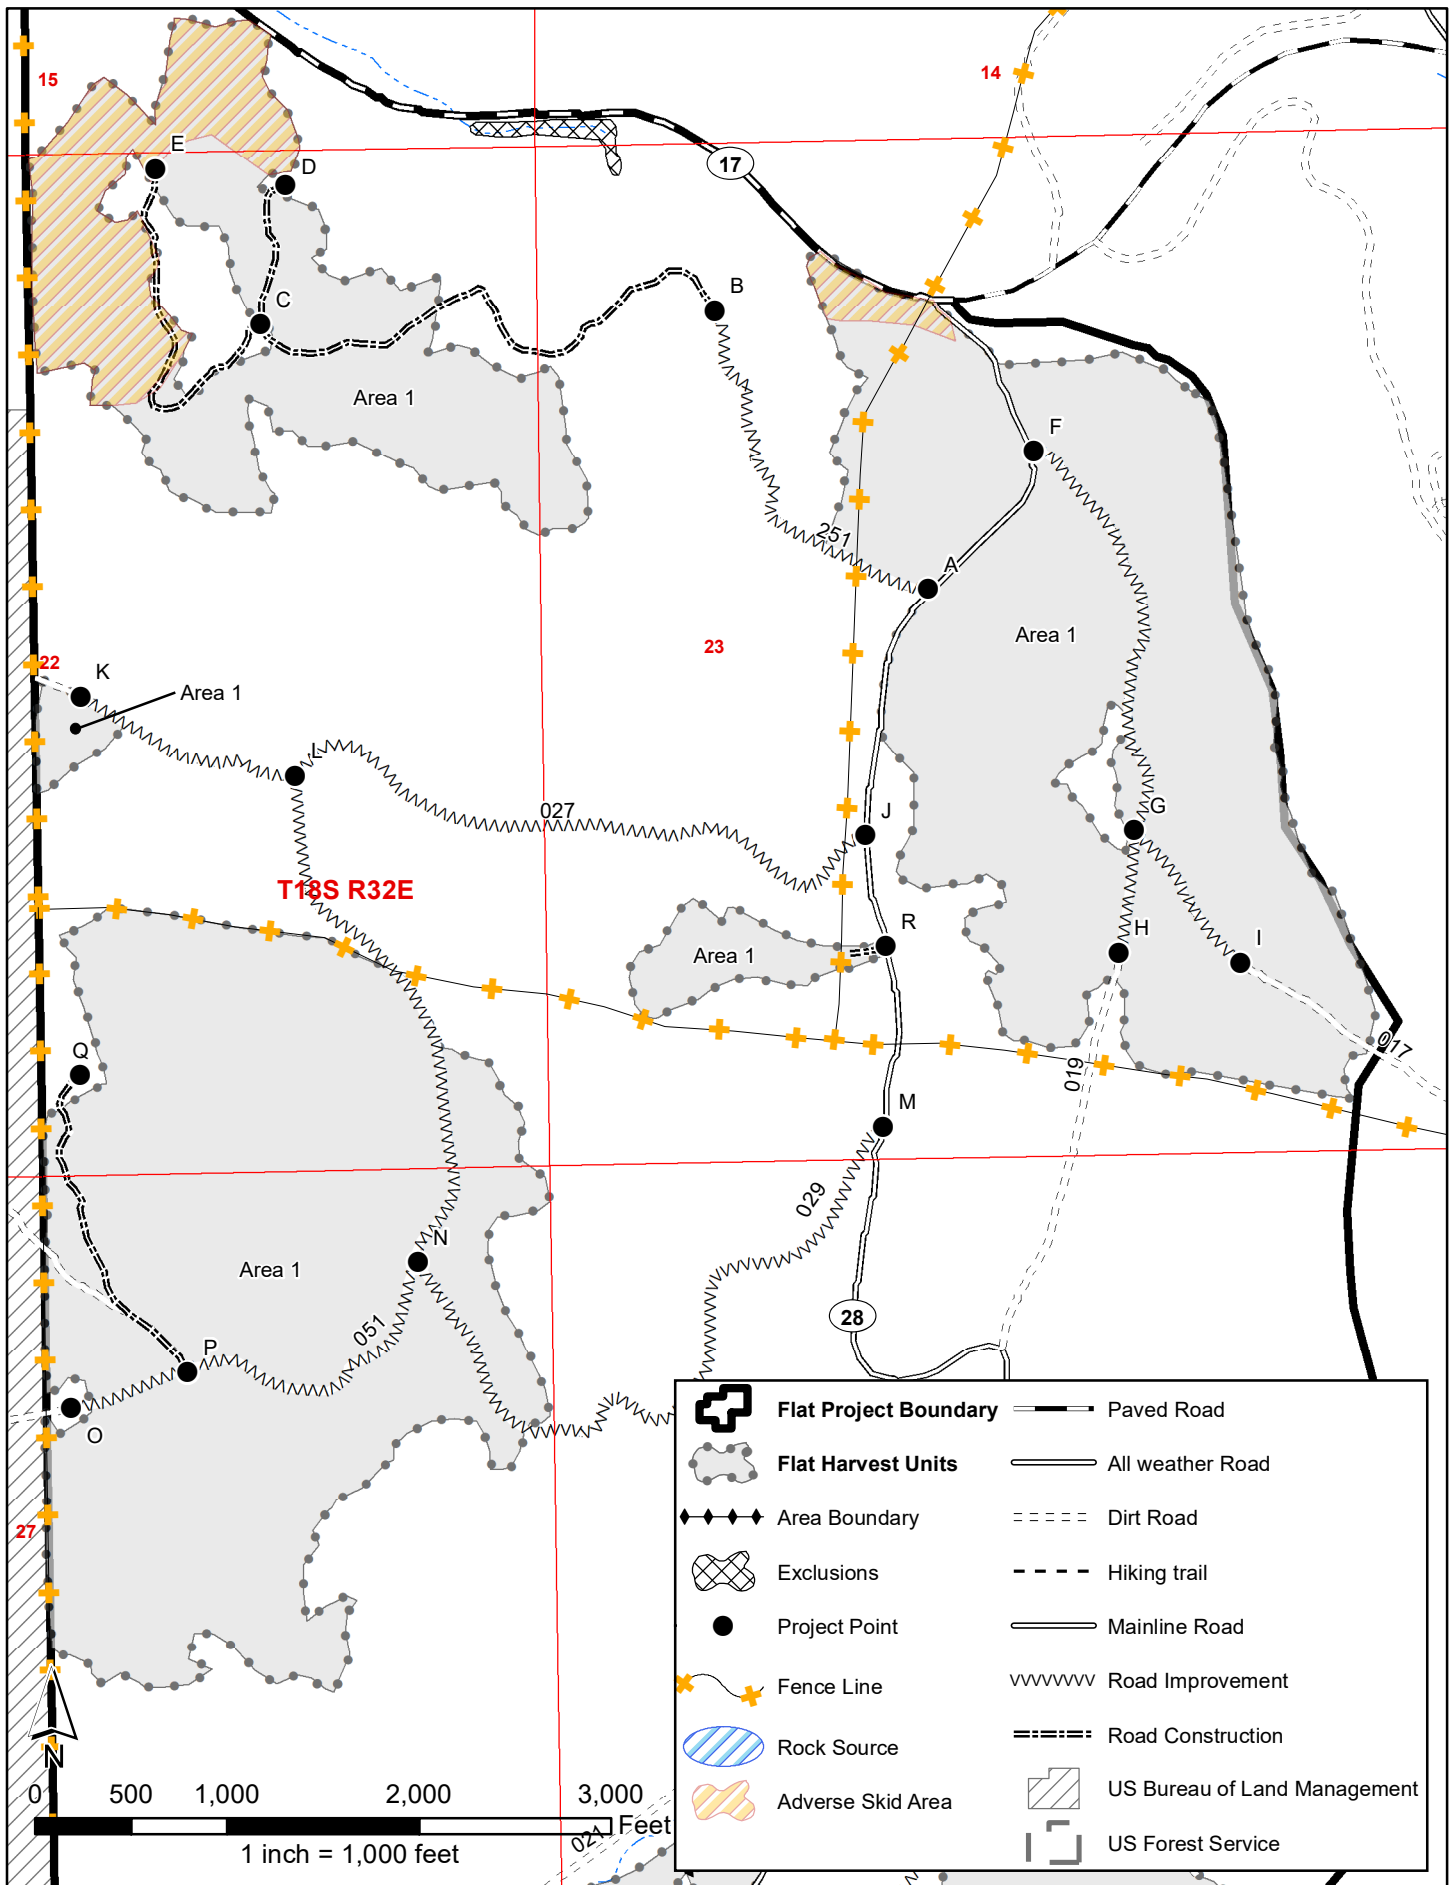 15
14
E
D
17
C
B
Area 1
F
251
A
Area 1
23
22
K
Area 1
L
027
G
J
T18S R32E
R
H
I
Area 1
017
Q
019
M
029
N
Area 1
28
051
P
O
27
N
0 500 1,000 2,000 3,000
Feet
1 inch = 1,000 feet
021
Flat Project Boundary
Flat Harvest Units
Area Boundary
Exclusions
Project Point
Fence Line
Rock Source
Adverse Skid Area
Paved Road
All weather Road
Dirt Road
Hiking trail
Mainline Road
Road Improvement
Road Construction
US Bureau of Land Management
US Forest Service